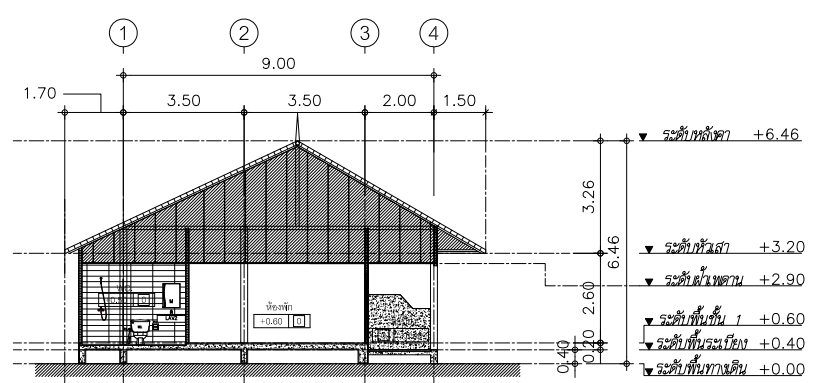 1 2 3 4
9.00
1.70 3.50 3.50 2.00 1.50
ระดับหลังคา +6.46
3.26
6.46
ระดับหัวเสา +3.20
ระดับฝ้าเพดาน +2.90
2.60
WC.
M
LAV2
ห้องพัก
+0.60 0
ระดับพื้นชั้น 1 +0.60
0.20
ระดับพื้นระเบียง +0.40
0.40
ระดับพื้นทางเดิน +0.00